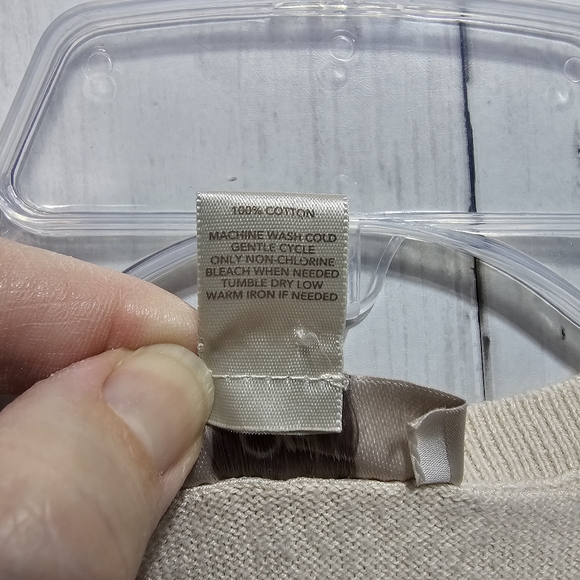 100% COTTON
MACHINE WASH COLD
GENTLE CYCLE
ONLY NON-CHLORINE
BLEACH WHEN NEEDED
TUMBLE DRY LOW
WARM IRON IF NEEDED